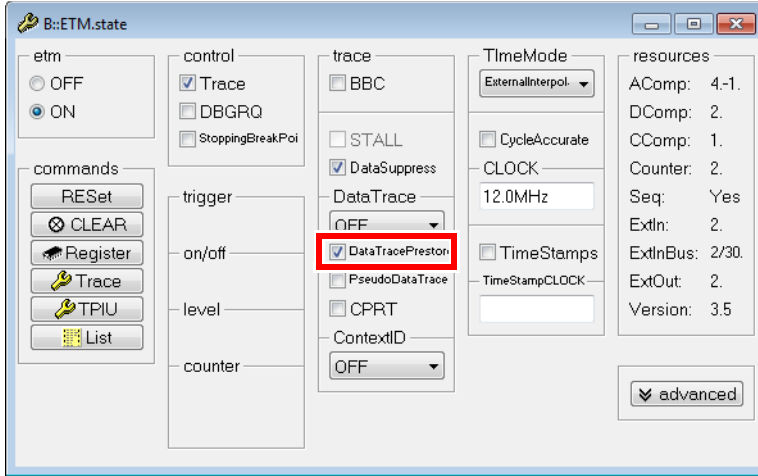 B::ETM.state
etm
OFF
ON
commands
RESet
CLEAR
Register
Trace
TPIU
List
control
Trace
DBGRQ
StoppingBreakPoi
trigger
on/off
level
counter
trace
BBC
STALL
DataSuppress
DataTrace
OFF
DataTracePrestor
PseudoDataTrace
CPRT
ContextID
OFF
TImeMode
ExternalInterpol.
CycleAccurate
CLOCK
12.0MHz
TimeStamps
TimeStampCLOCK
resources
AComp: 4.-1.
DComp: 2.
CComp: 1.
Counter: 2.
Seq: Yes
ExtIn: 2.
ExtInBus: 2/30.
ExtOut: 2.
Version: 3.5
advanced